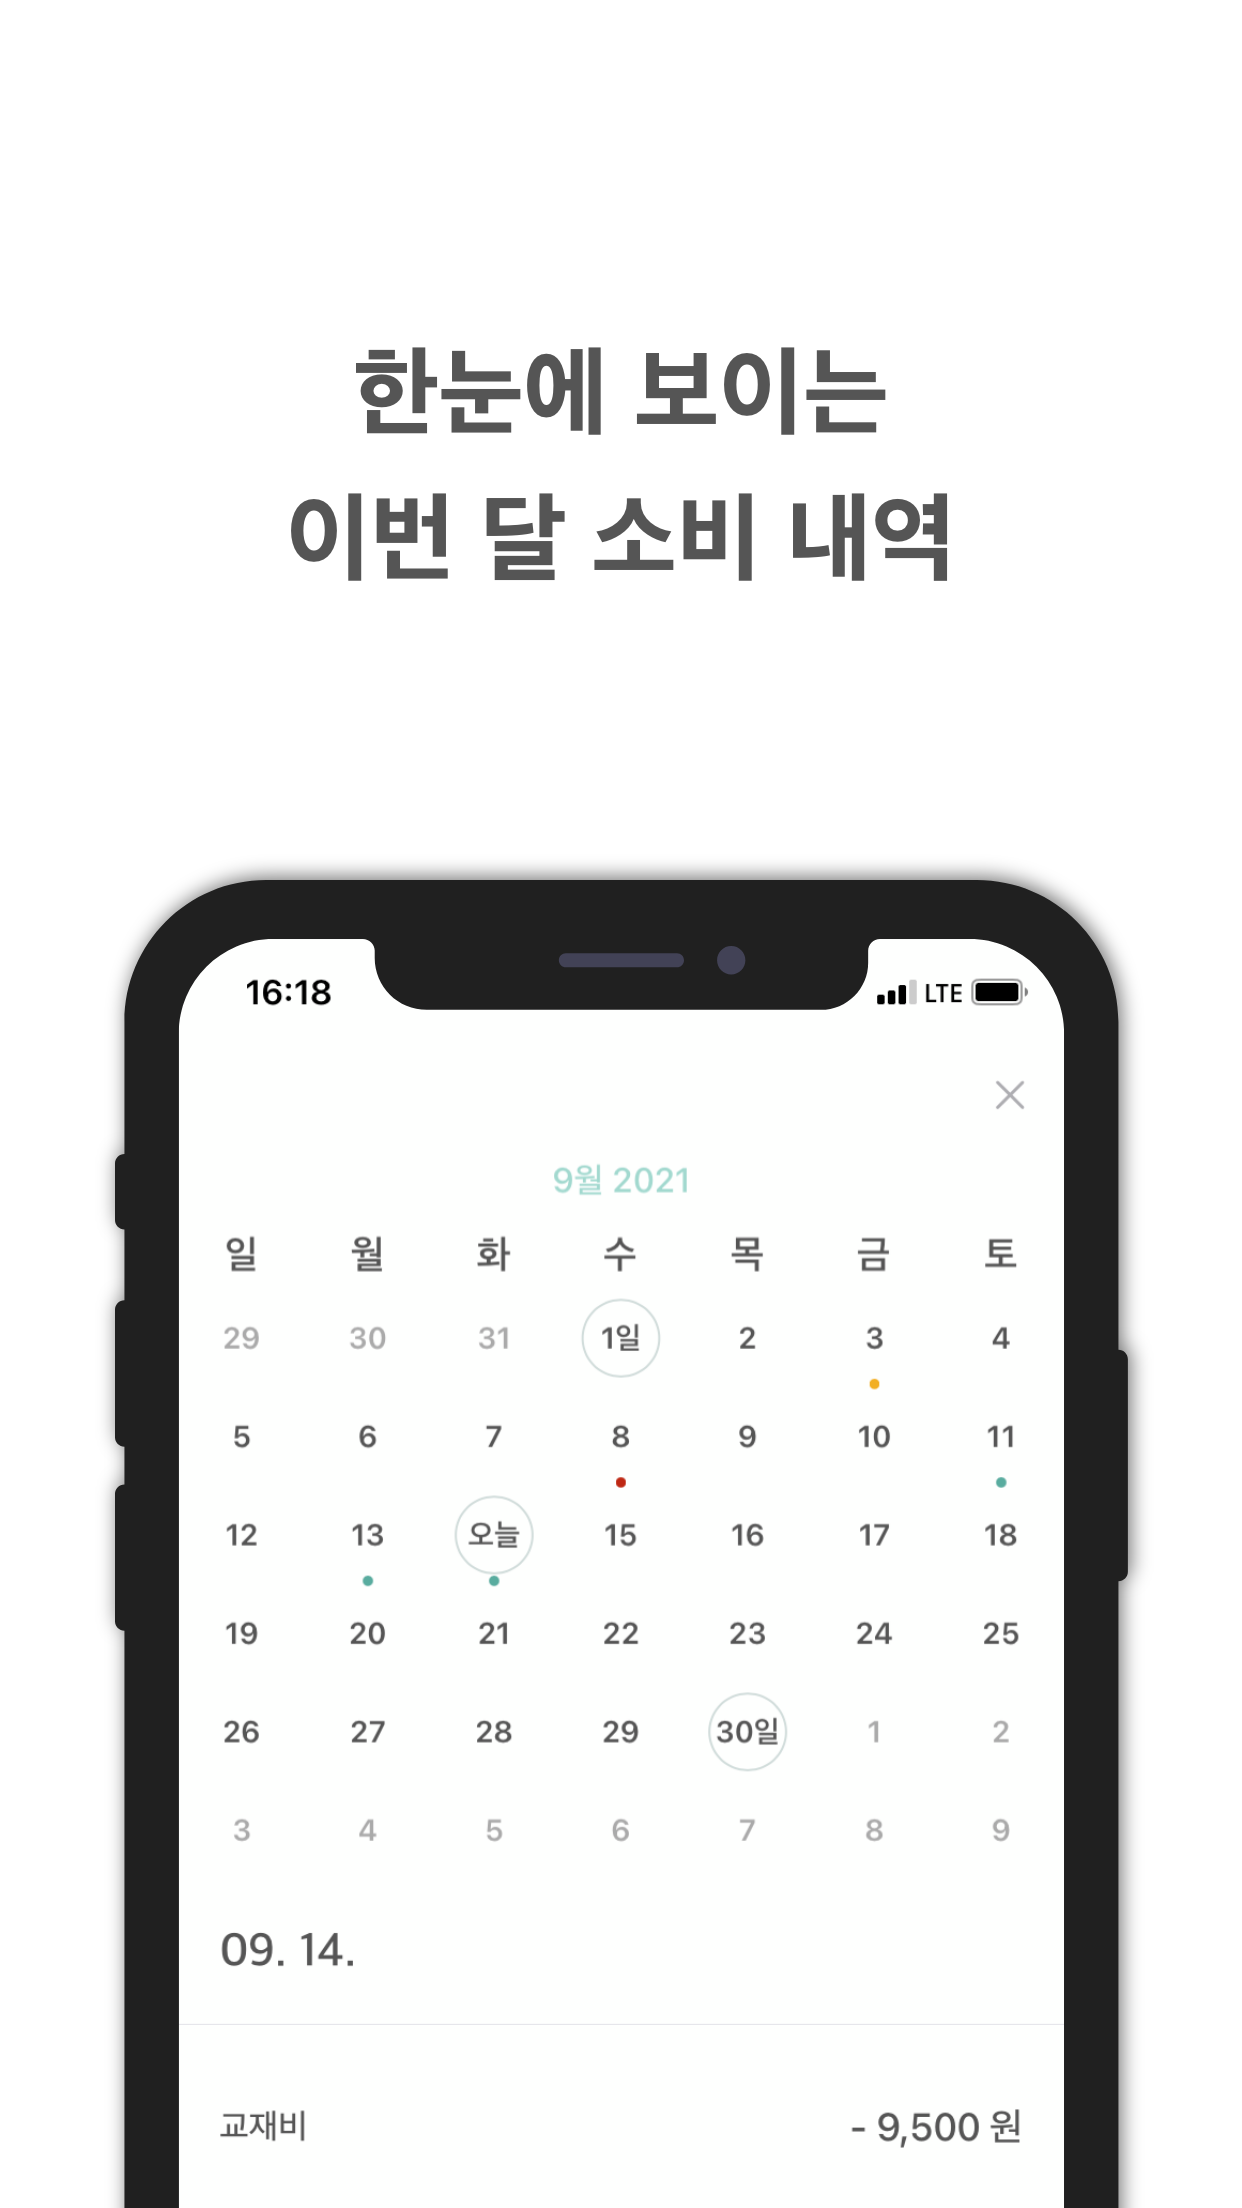 한눈에 보이는
이번 달 소비 내역
16:18 LTE
9월 2021
일 월 화 수 목 금 토
29 30 31 1일 2 3 4
5 6 7 8 9 10 11
12 13 오늘 15 16 17 18
19 20 21 22 23 24 25
26 27 28 29 30일 1 2
3 4 5 6 7 8 9
09. 14.
교재비 - 9,500 원